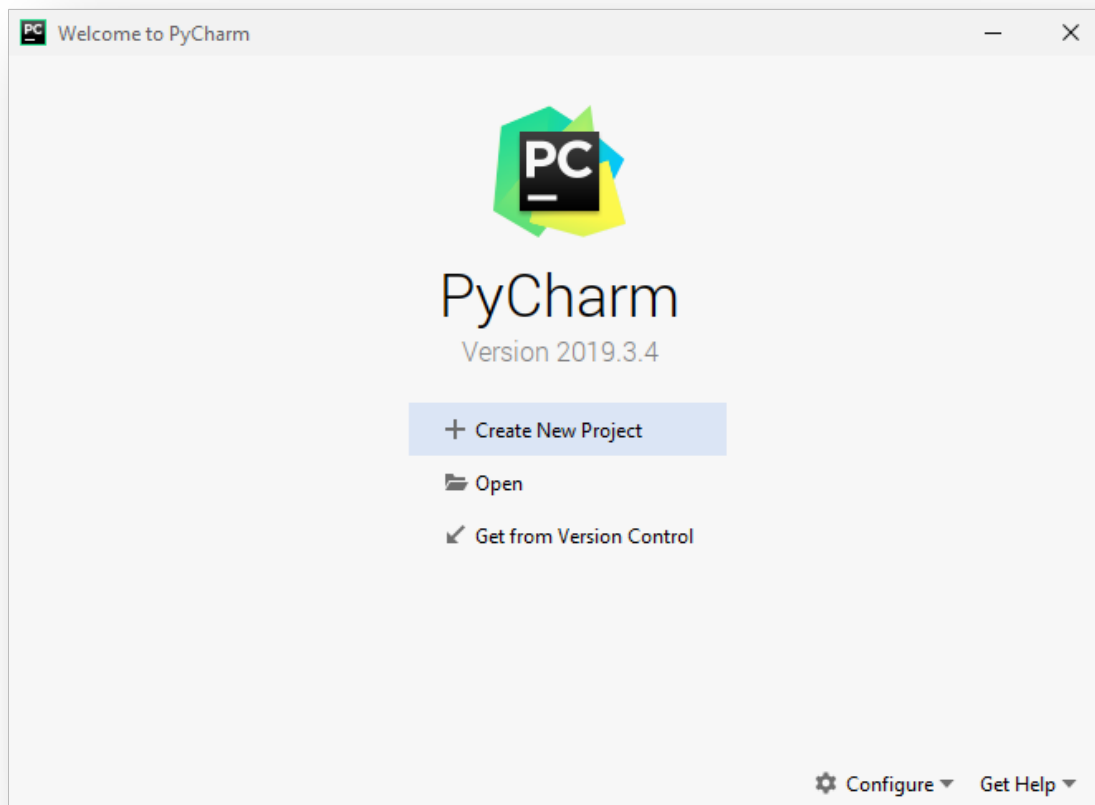 PC Welcome to PyCharm
PC
PyCharm
Version 2019.3.4
Create New Project
Open
Get from Version Control
Configure Get Help